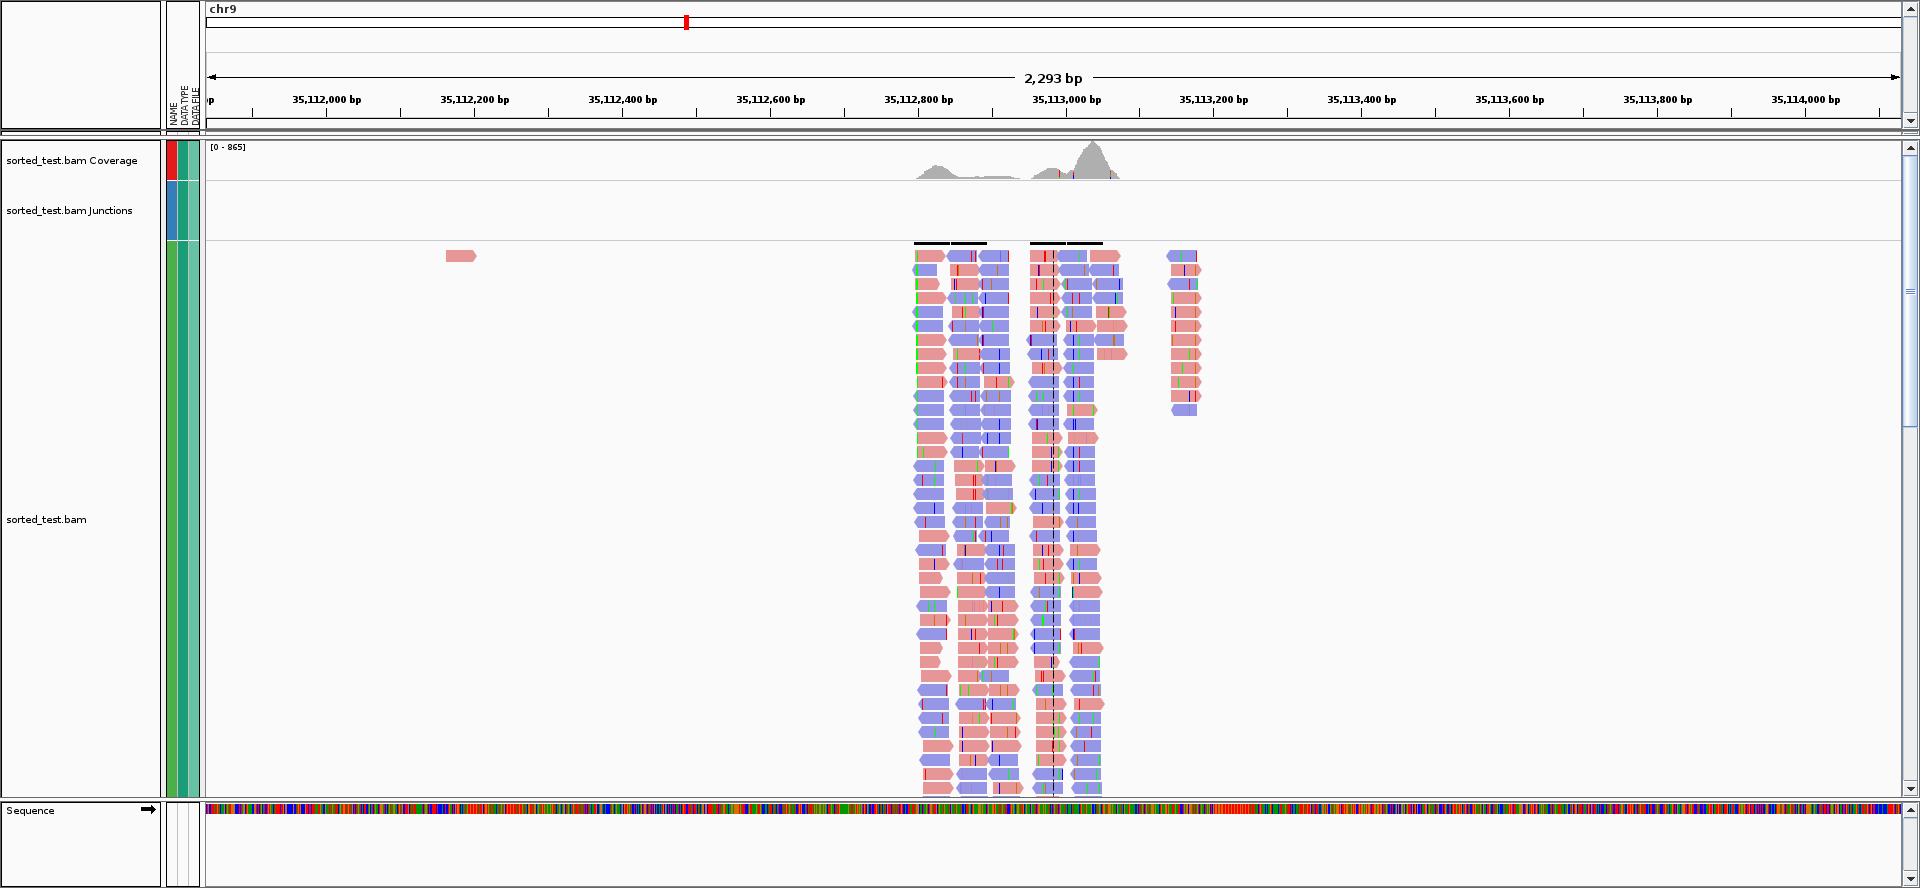 chr9
2,293 bp
bp 35,112,000 bp 35,112,200 bp 35,112,400 bp 35,112,600 bp 35,112,800 bp 35,113,000 bp 35,113,200 bp 35,113,400 bp 35,113,600 bp 35,113,800 bp 35,114,000 bp
NAME
DATA TYPE
DATA FILE
[0 - 865]
sorted_test.bam Coverage
sorted_test.bam Junctions
sorted_test.bam
Sequence